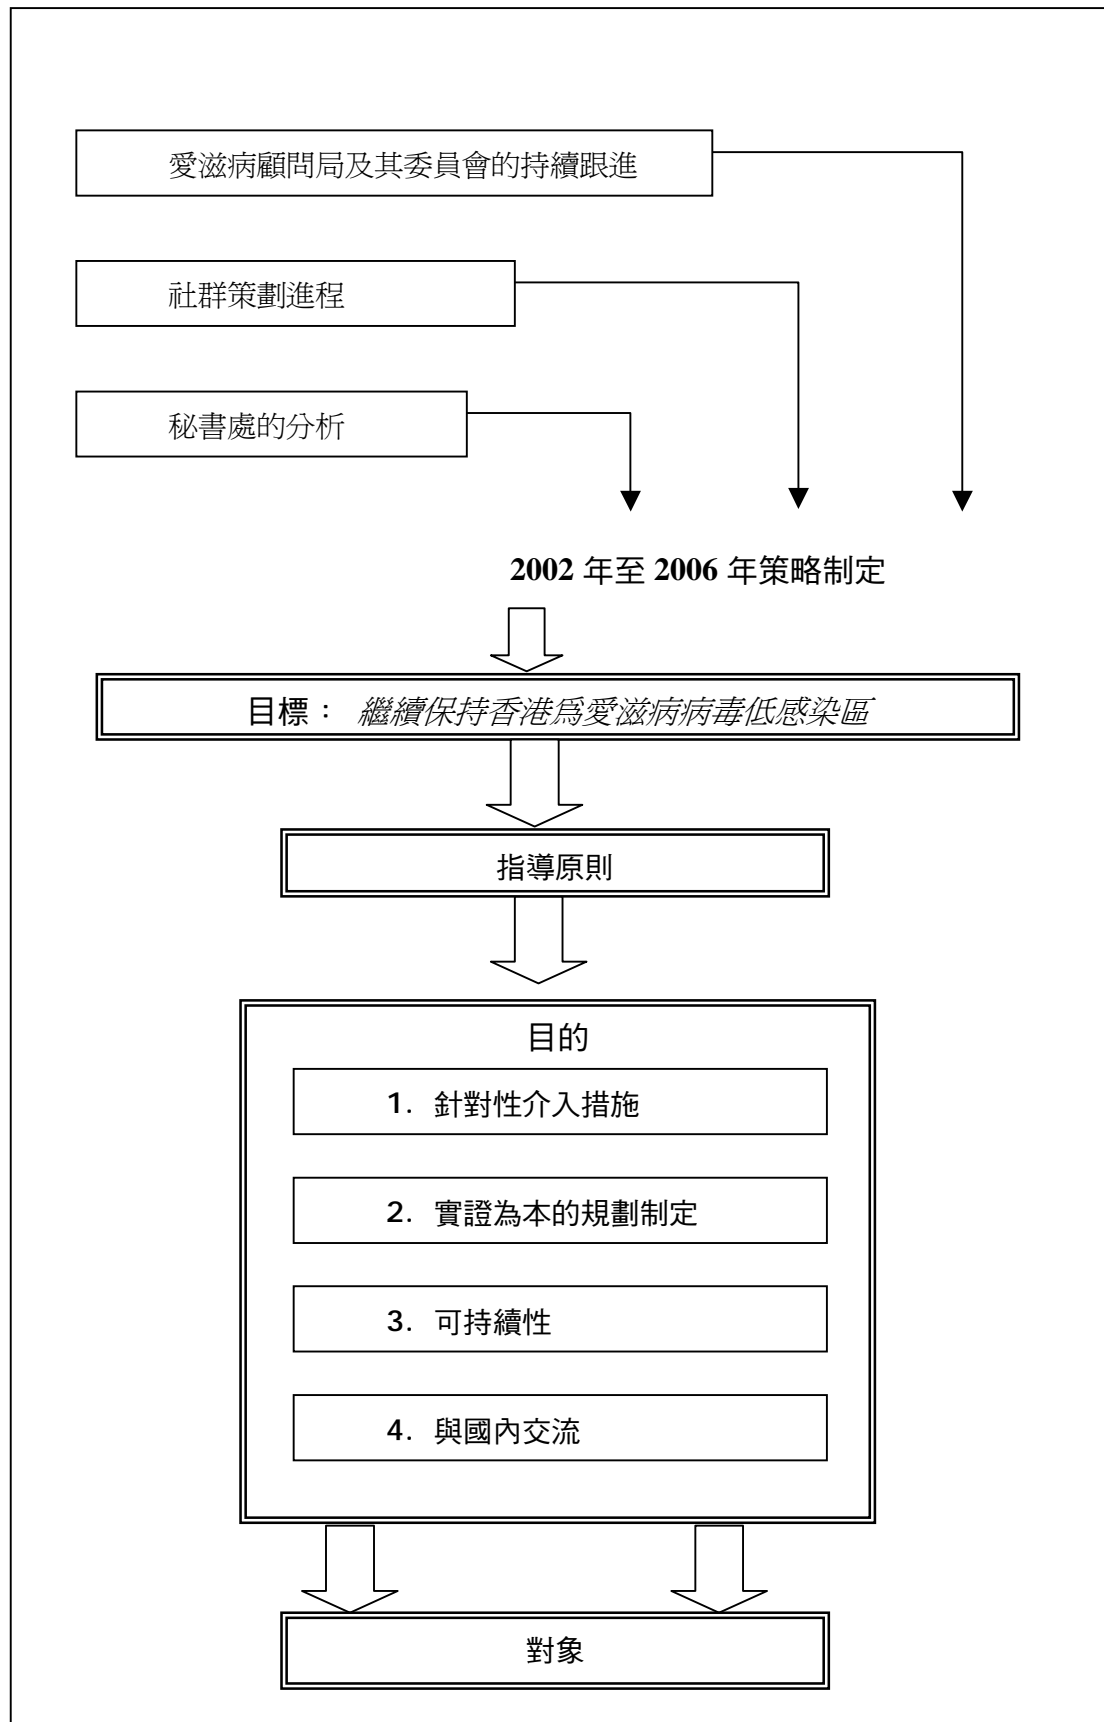 愛滋病顧問局及其委員會的持續跟進
社群策劃進程
秘書處的分析
2002 年至 2006 年策略制定
目標： 繼續保持香港爲愛滋病病毒低感染區
指導原則
目的
1. 針對性介入措施
2. 實證為本的規劃制定
3. 可持續性
4. 與國內交流
對象